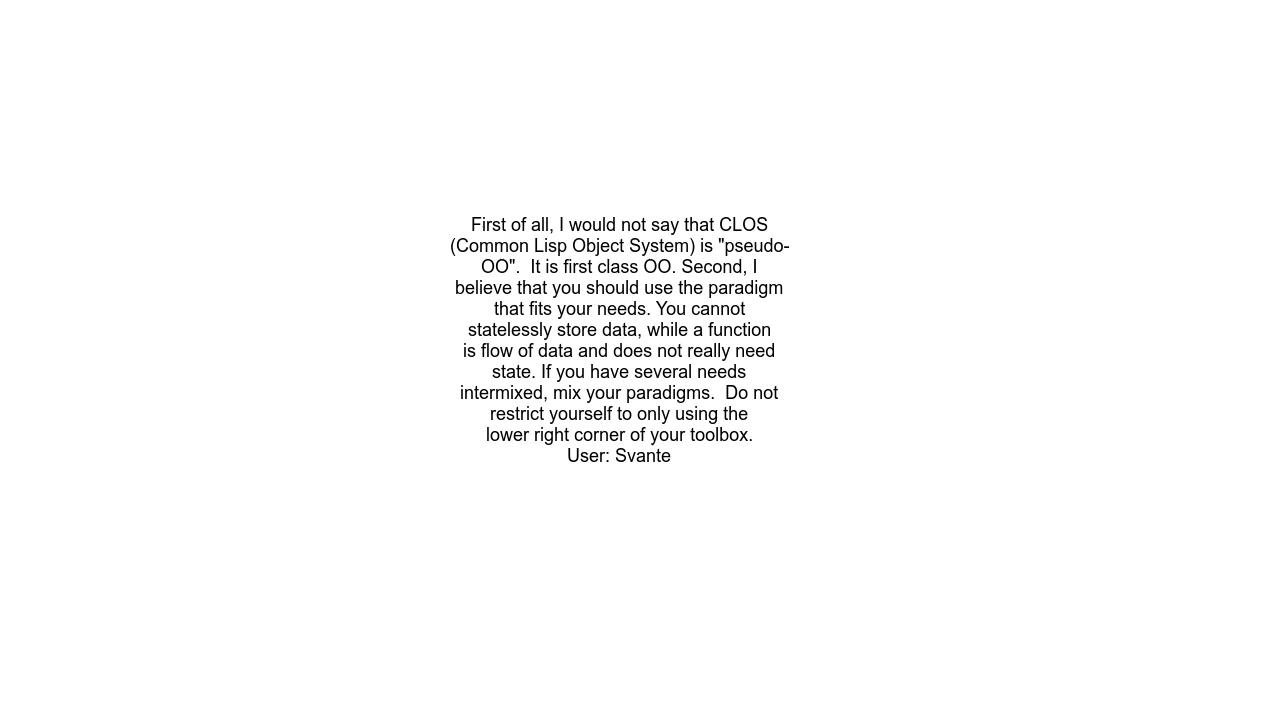 First of all, I would not say that CLOS
(Common Lisp Object System) is "pseudo-
OO".  It is first class OO. Second, I
believe that you should use the paradigm
that fits your needs. You cannot
statelessly store data, while a function
is flow of data and does not really need
state. If you have several needs
intermixed, mix your paradigms.  Do not
restrict yourself to only using the
lower right corner of your toolbox.
User: Svante